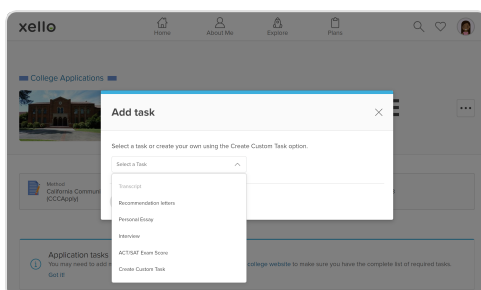 xello
Home
About Me
Explore
Plans
College Applications
Add task
Select a task or create your own using the Create Custom Task option.
Select a Task
Transcript
Recommendation letters
Personal Essay
Interview
ACT/SAT Exam Score
Create Custom Task
Method
California Commun
(CCCApply)
Application tasks
You may need to add
college website to make sure you have the complete list of required tasks.
Got it!